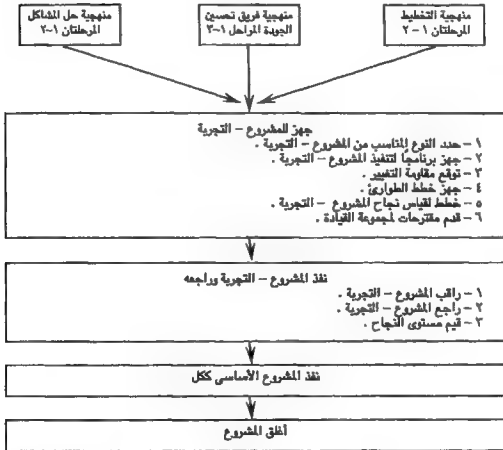 منهجية التخطيط
المرحلتان ١ – ٢
منهجية فريق تحسين
الجودة المراحل ١–٣
منهجية حل المشاكل
المرحلتان ١–٢
جهز للمشروع – التجربة
١ – حدد النوع المناسب من المشروع – التجربة .
٢ – جهز برنامجاً لتنفيذ المشروع – التجربة .
٣ – توقع مقاومة التغيير .
٤ – جهز خطط الطوارئ .
٥ – خطط لقياس نجاح المشروع – التجربة .
٦ – قدم مقترحات لمجموعة القيادة .
نفذ المشروع – التجربة وراجعه
١ – راقب المشروع – التجربة .
٢ – راجع المشروع – التجربة .
٣ – قيم مستوى النجاح .
نفذ المشروع الأساسى ككل
أغلق المشروع